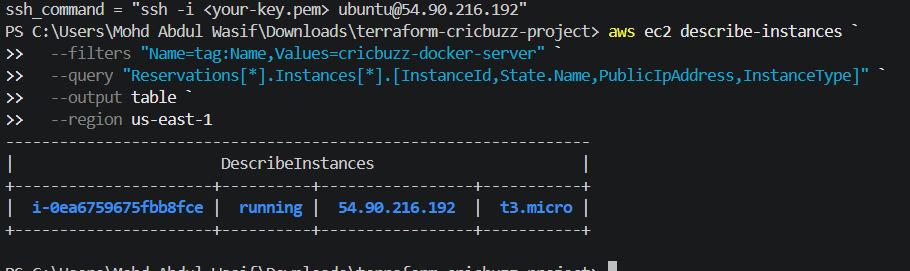 ssh_command = "ssh -i <your-key.pem> ubuntu@54.90.216.192"
PS C:\Users\Mohd Abdul Wasif\Downloads\terraform-cricbuzz-project> aws ec2 describe-instances `
>>   --filters "Name=tag:Name,Values=cricbuzz-docker-server" `
>>   --query "Reservations[*].Instances[*].[InstanceId,State.Name,PublicIpAddress,InstanceType]" `
>>   --output table `
>>   --region us-east-1
-----------------------------------------------------------------
|                       DescribeInstances                       |
+----------------------+----------+-----------------+-----------+
|  i-0ea6759675fbb8fce |  running |  54.90.216.192  |  t3.micro |
+----------------------+----------+-----------------+-----------+
PS C:\Users\Mohd Abdul Wasif\Downloads\terraform-cricbuzz-project>